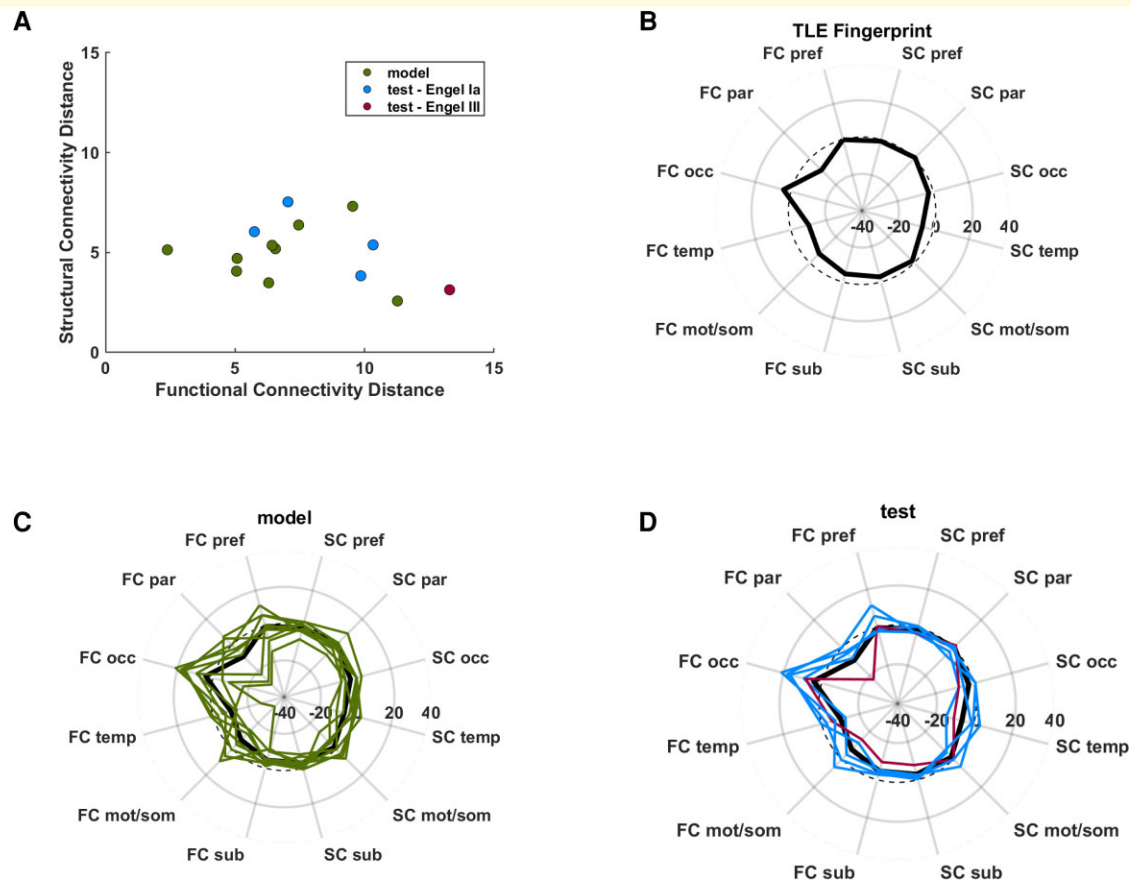 A
15
10
5
0
0
5
10
15
Structural Connectivity Distance
Functional Connectivity Distance
model
test - Engel Ia
test - Engel III
B
TLE Fingerprint
FC pref
SC pref
FC par
SC par
FC occ
SC occ
-40
-20
0
20
40
FC temp
SC temp
FC mot/som
SC mot/som
FC sub
SC sub
C
model
FC pref
SC pref
FC par
SC par
FC occ
SC occ
-40
-20
0
20
40
FC temp
SC temp
FC mot/som
SC mot/som
FC sub
SC sub
D
test
FC pref
SC pref
FC par
SC par
FC occ
SC occ
-40
-20
0
20
40
FC temp
SC temp
FC mot/som
SC mot/som
FC sub
SC sub